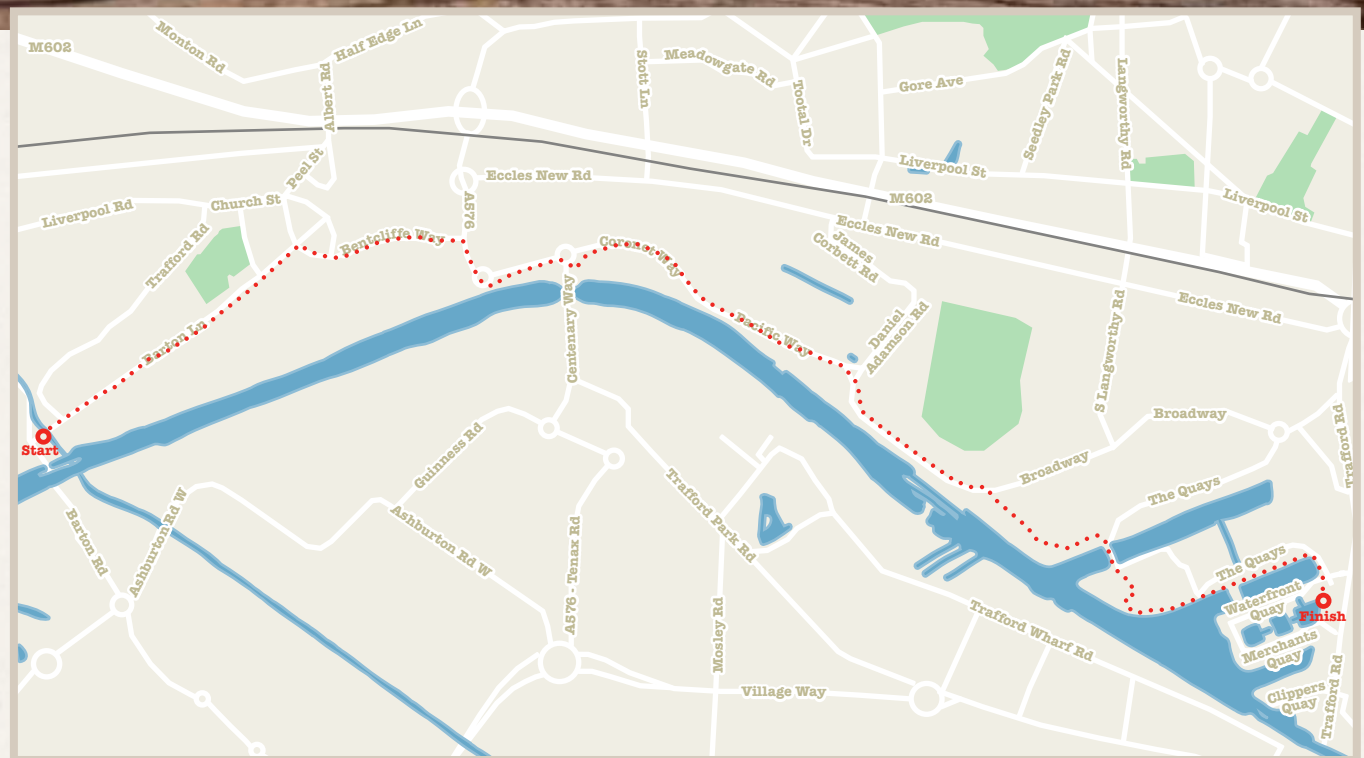 M602
Monton Rd
Half Edge Ln
Albert Rd
Stott Ln
Meadowgate Rd
Tootal Dr
Gore Ave
Seedley Park Rd
Langworthy Rd
Peel St
Eccles New Rd
Liverpool St
M602
Liverpool St
Liverpool Rd
Church St
A576
Trafford Rd
Bentcliffe Way
Coronet Way
Eccles New Rd
James
Corbett Rd
Centenary Way
Eccles New Rd
Barton Ln
Pacific Way
Daniel
Adamson Rd
S Langworthy Rd
Broadway
Start
Guinness Rd
Trafford Rd
Broadway
Trafford Park Rd
The Quays
Barton Rd
Ashburton Rd W
Ashburton Rd W
A576 - Tenax Rd
The Quays
Waterfront
Quay
Finish
Mosley Rd
Trafford Wharf Rd
Merchants
Quay
Village Way
Clippers
Quay
Trafford Rd